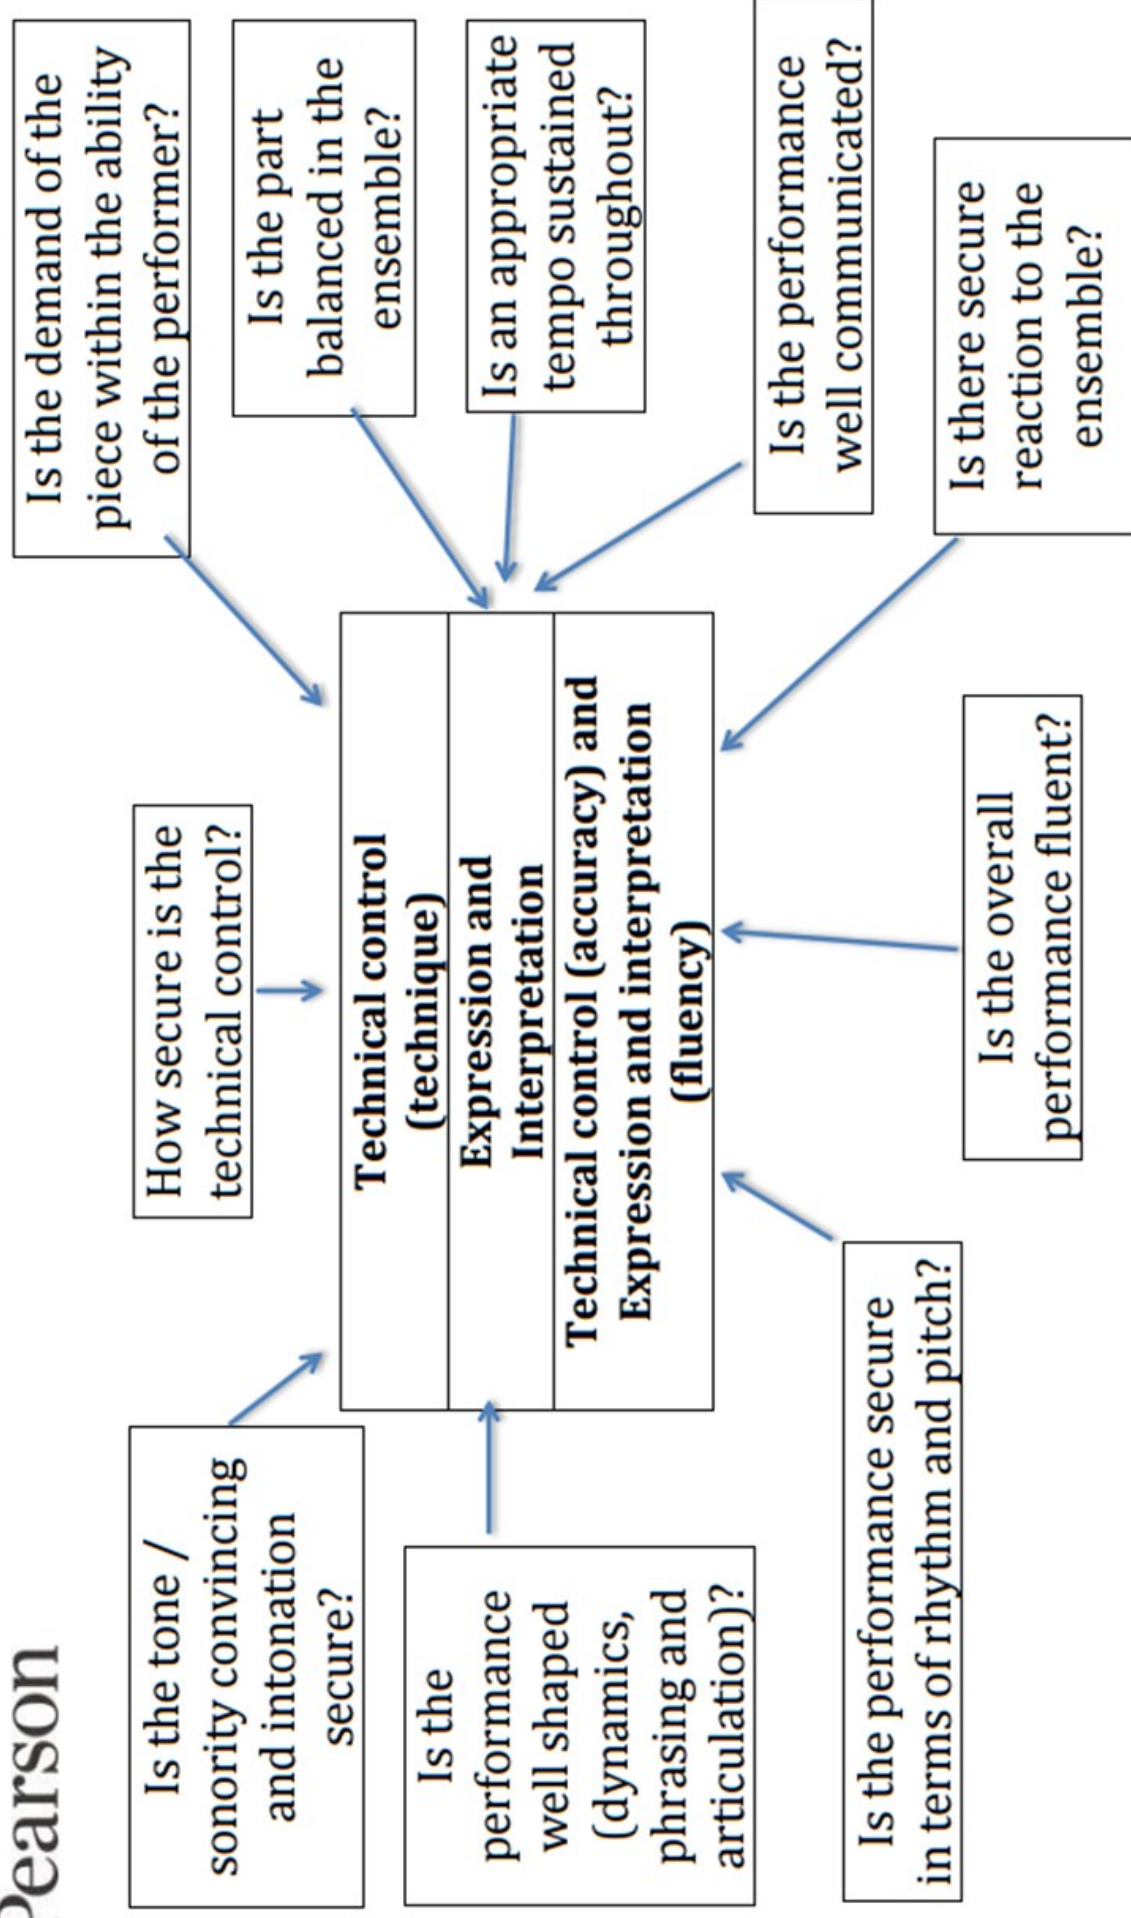 Pearson
Is the tone /
sonority convincing
and intonation
secure?
How secure is the
technical control?
Is the demand of the
piece within the ability
of the performer?
Is the part
balanced in the
ensemble?
Is the
performance
well shaped
(dynamics,
phrasing and
articulation)?
Technical control
(technique)
Expression and
Interpretation
Technical control (accuracy) and
Expression and interpretation
(fluency)
Is an appropriate
tempo sustained
throughout?
Is the performance
well communicated?
Is the performance secure
in terms of rhythm and pitch?
Is the overall
performance fluent?
Is there secure
reaction to the
ensemble?